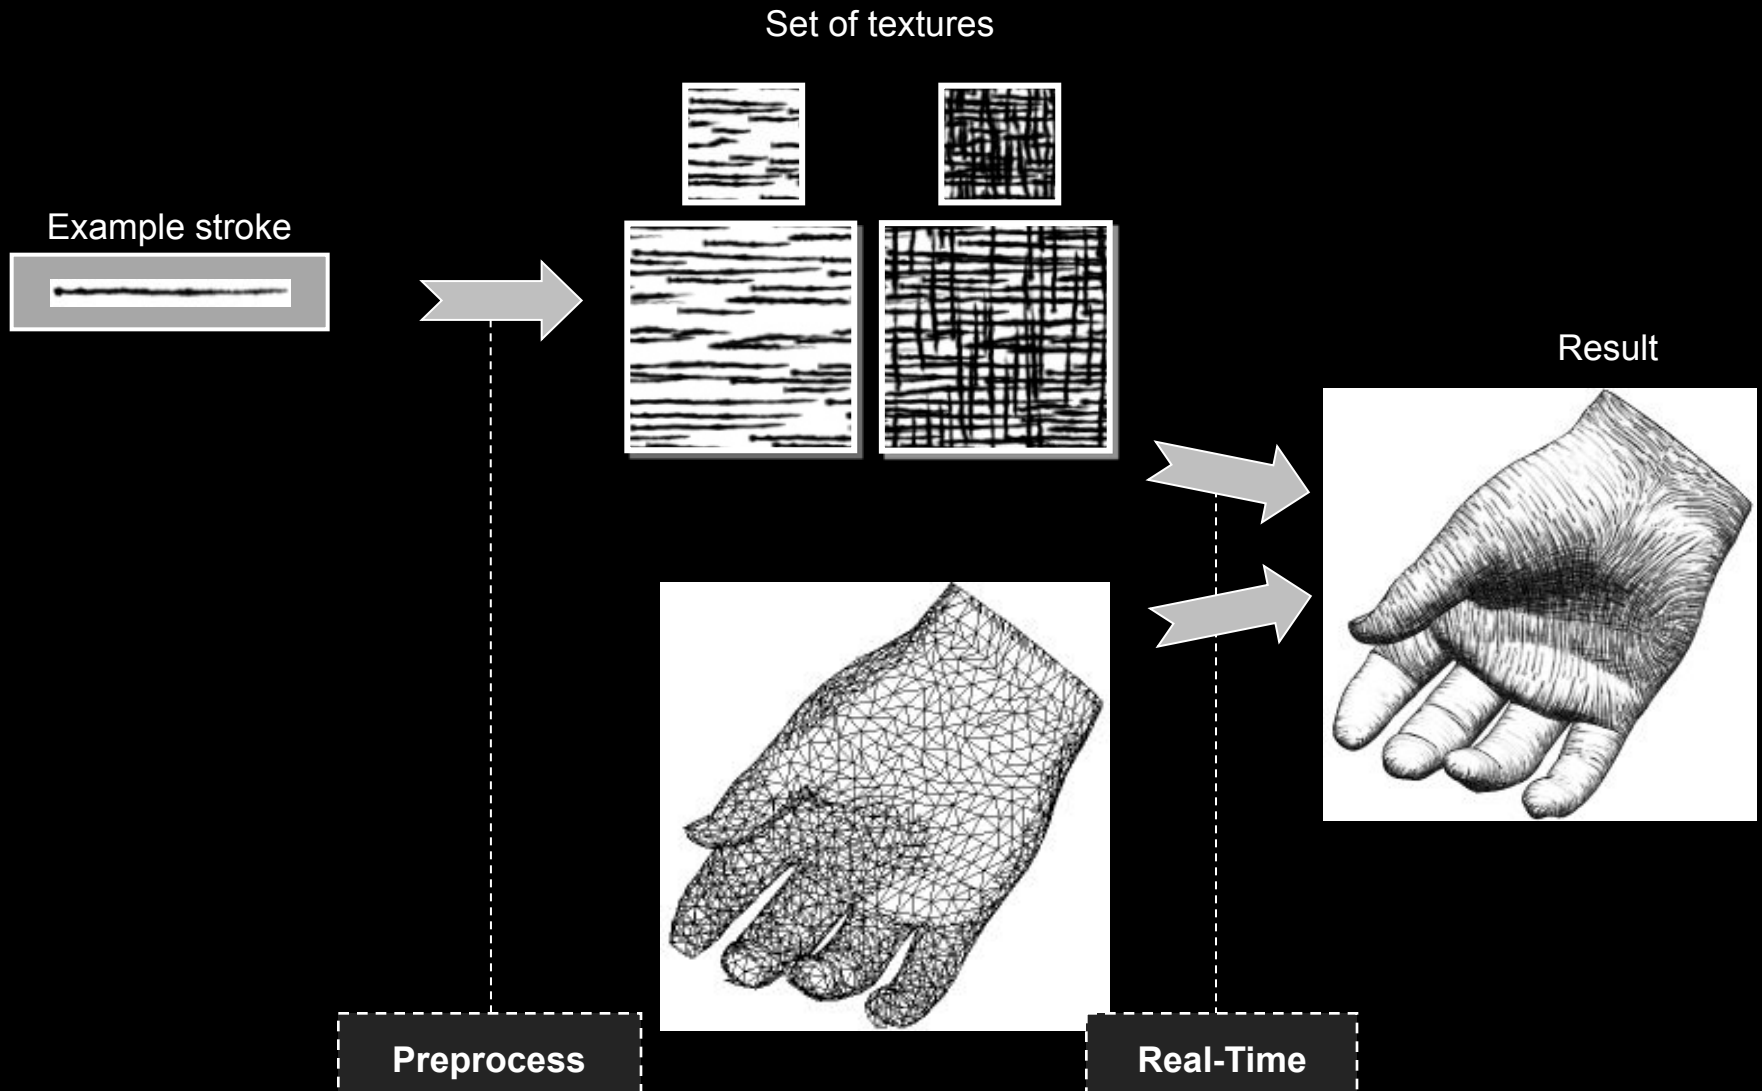 Set of textures
Example stroke
Result
Preprocess
Real-Time